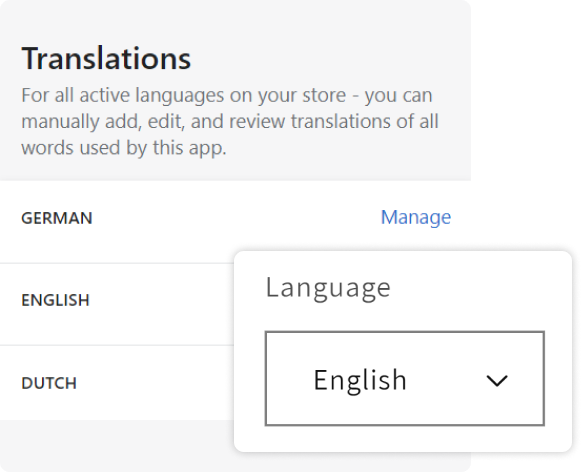 Translations
For all active languages on your store - you can
manually add, edit, and review translations of all
words used by this app.
GERMAN
Manage
ENGLISH
DUTCH
Language
English